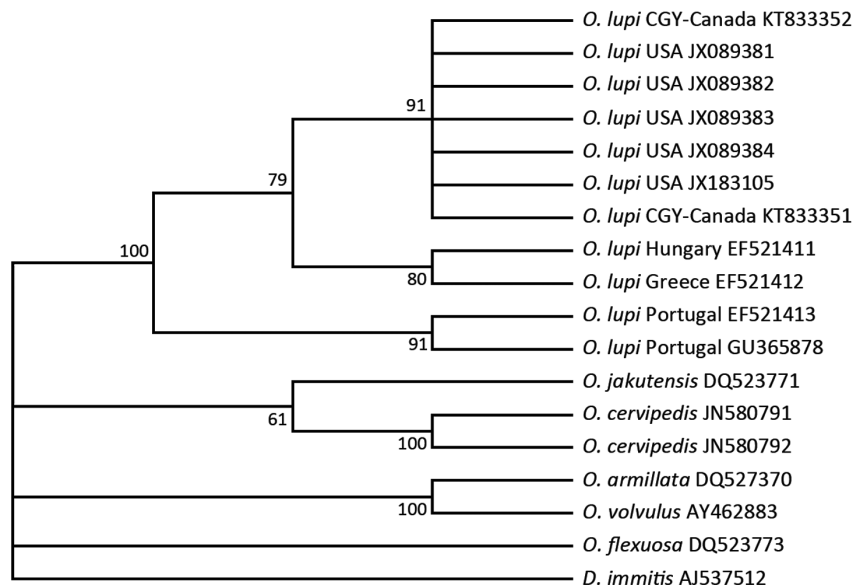 O. lupi CGY-Canada KT833352
O. lupi USA JX089381
O. lupi USA JX089382
91
O. lupi USA JX089383
O. lupi USA JX089384
79
O. lupi USA JX183105
O. lupi CGY-Canada KT833351
100
O. lupi Hungary EF521411
80
O. lupi Greece EF521412
O. lupi Portugal EF521413
91
O. lupi Portugal GU365878
O. jakutensis DQ523771
61
O. cervipedis JN580791
100
O. cervipedis JN580792
O. armillata DQ527370
100
O. volvulus AY462883
O. flexuosa DQ523773
D. immitis AJ537512